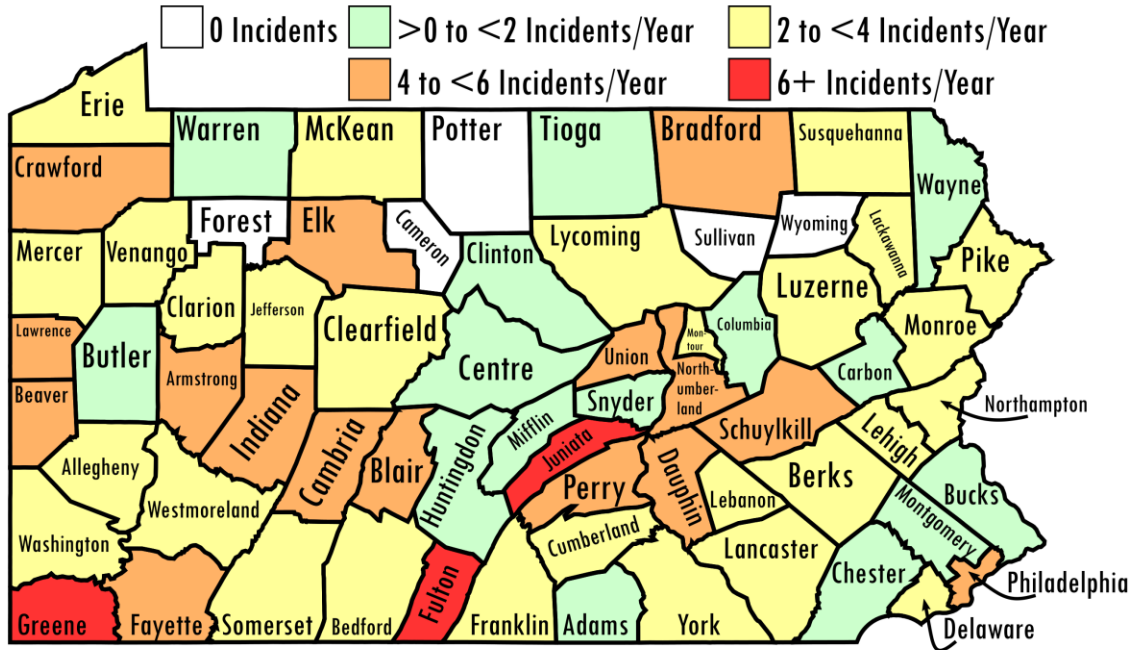 0 Incidents
>0 to <2 Incidents/Year
2 to <4 Incidents/Year
4 to <6 Incidents/Year
6+ Incidents/Year
Erie
Warren
McKean
Potter
Tioga
Bradford
Susquehanna
Wayne
Crawford
Forest
Elk
Cameron
Sullivan
Wyoming
Lackawanna
Mercer
Venango
Clinton
Lycoming
Pike
Clarion
Jefferson
Luzerne
Lawrence
Clearfield
Columbia
Monroe
Butler
Mon-
tour
Union
Centre
Carbon
Beaver
Armstrong
North-
umber-
land
Northampton
Indiana
Snyder
Mifflin
Schuylkill
Lehigh
Allegheny
Cambria
Blair
Huntingdon
Juniata
Perry
Dauphin
Berks
Bucks
Westmoreland
Lebanon
Montgomery
Washington
Cumberland
Lancaster
Chester
Philadelphia
Greene
Fayette
Somerset
Bedford
Fulton
Franklin
Adams
York
Delaware